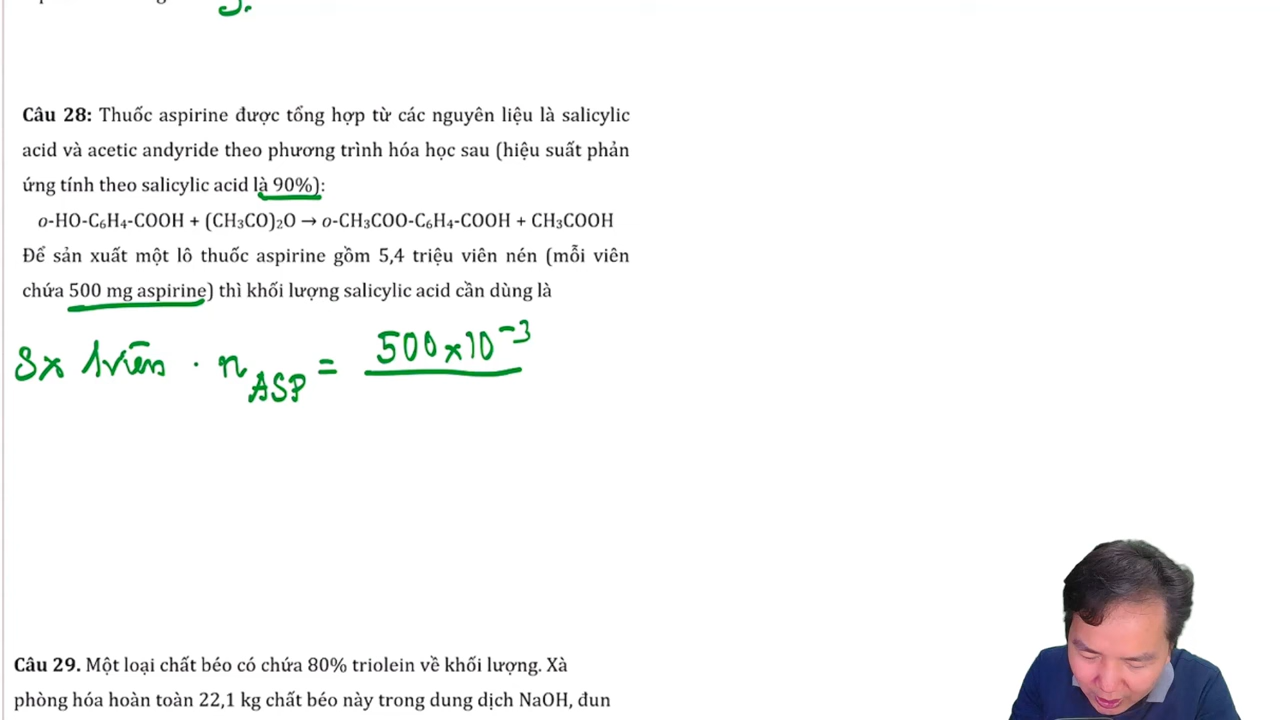 Câu 28: Thuốc aspirine được tổng hợp từ các nguyên liệu là salicylic
acid và acetic andyride theo phương trình hóa học sau (hiệu suất phản
ứng tính theo salicylic acid là 90%):
o-HO-C₆H₄-COOH + (CH₃CO)₂O → o-CH₃COO-C₆H₄-COOH + CH₃COOH
Để sản xuất một lô thuốc aspirine gồm 5,4 triệu viên nén (mỗi viên
chứa 500 mg aspirine) thì khối lượng salicylic acid cần dùng là
Sx 1 viên . n ASP = 500 × 10⁻³
Câu 29. Một loại chất béo có chứa 80% triolein về khối lượng. Xà
phòng hóa hoàn toàn 22,1 kg chất béo này trong dung dịch NaOH, đun